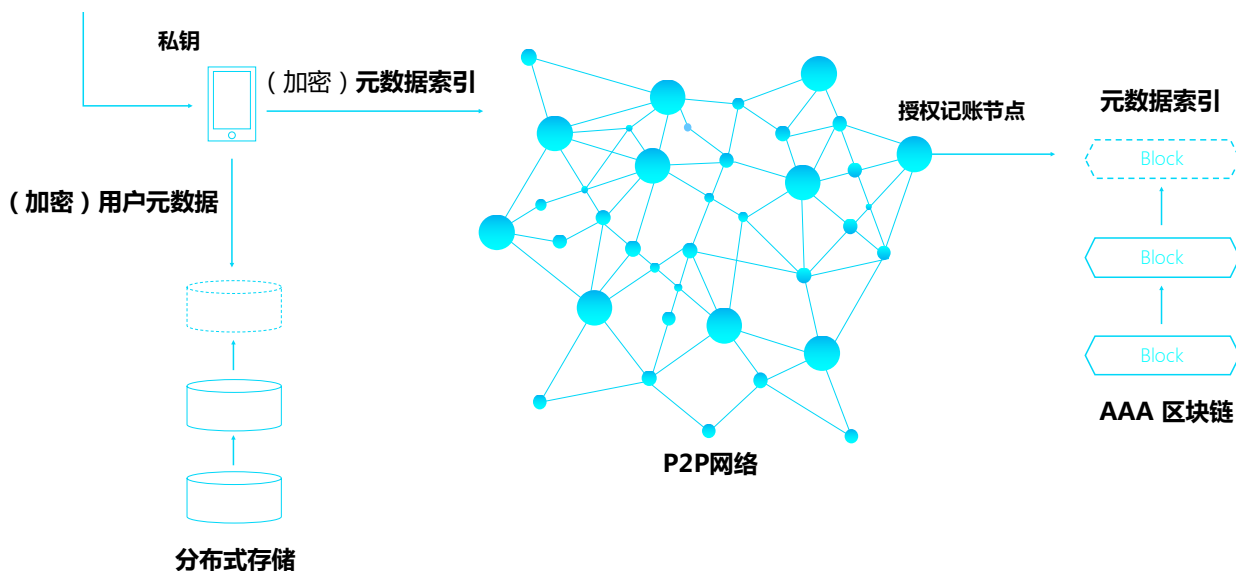 私钥
（加密）元数据索引
（加密）用户元数据
分布式存储
P2P网络
授权记账节点
元数据索引
Block
Block
Block
AAA 区块链